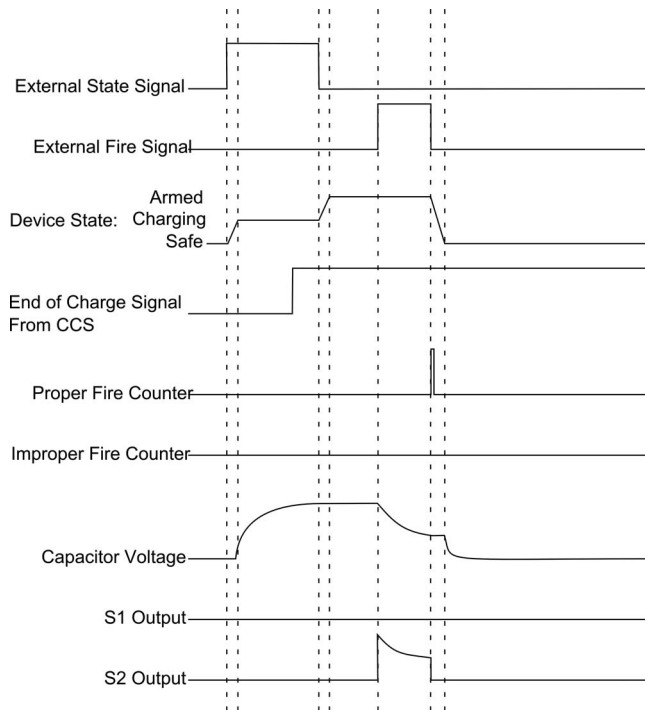 External State Signal
External Fire Signal
Armed
Device State: Charging
Safe
End of Charge Signal
From CCS
Proper Fire Counter
Improper Fire Counter
Capacitor Voltage
S1 Output
S2 Output